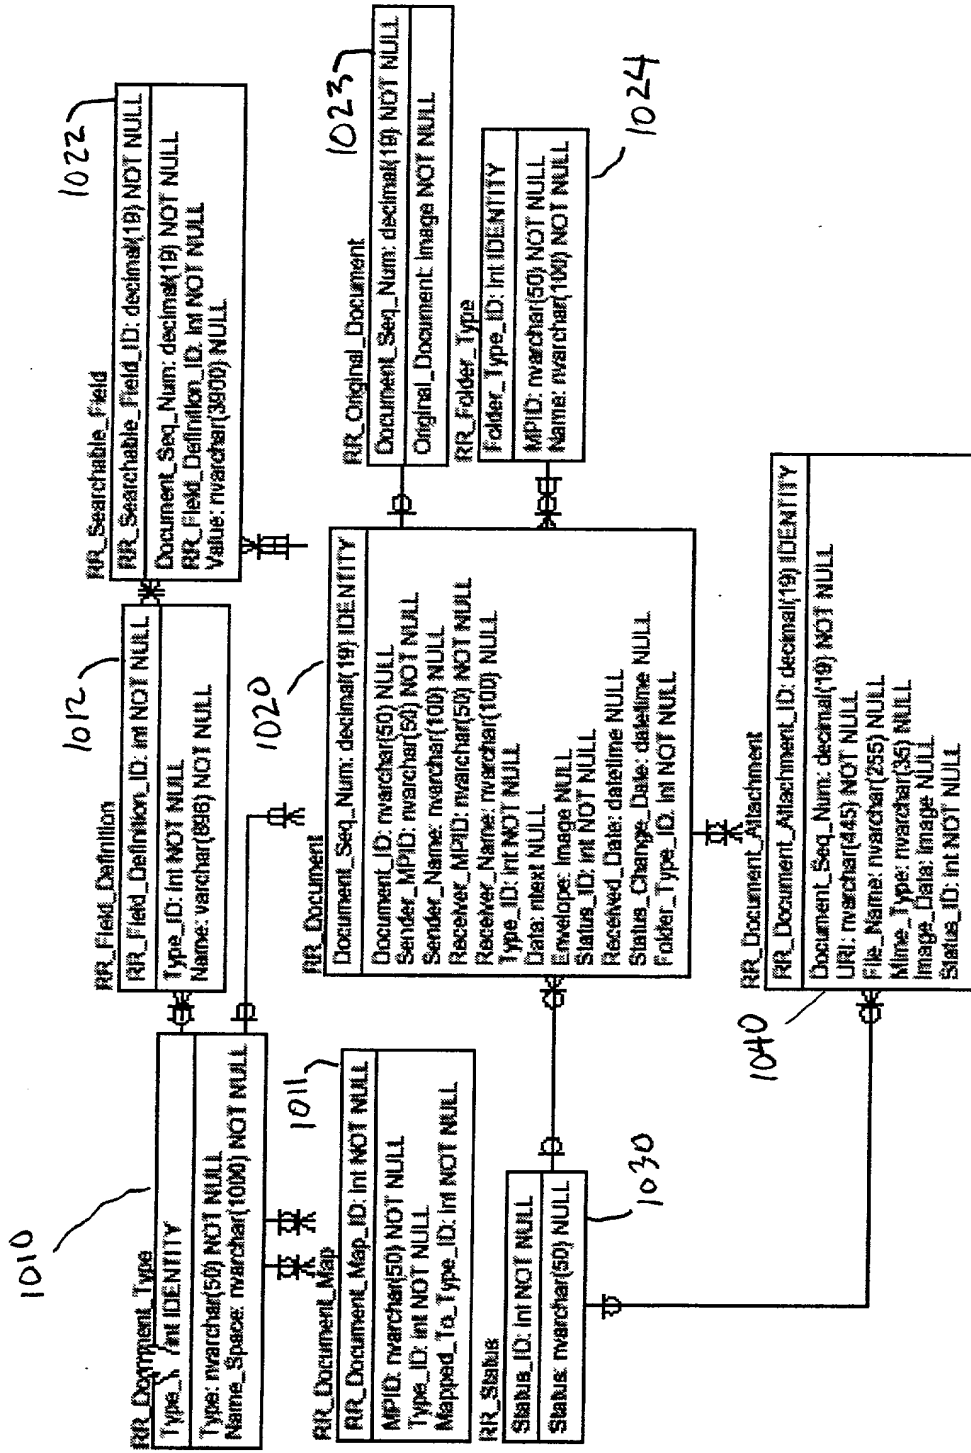 1010
RR_Document_Type
Type_ID: int IDENTITY
Type: nvarchar(50) NOT NULL
Name_Space: nvarchar(1000) NOT NULL
1012
RR_Field_Definition
RR_Field_Definition_ID: int NOT NULL
Type_ID: int NOT NULL
Name: nvarchar(898) NOT NULL
1022
RR_Searchable_Field
RR_Searchable_Field_ID: decimal(19) NOT NULL
Document_Seq_Num: decimal(19) NOT NULL
RR_Field_Definition_ID: int NOT NULL
Value: nvarchar(3900) NULL
1011
RR_Document_Map
RR_Document_Map_ID: int NOT NULL
MPID: nvarchar(50) NOT NULL
Type_ID: int NOT NULL
Mapped_To_Type_ID: int NOT NULL
1020
RR_Document
Document_Seq_Num: decimal(19) IDENTITY
Document_ID: nvarchar(50) NULL
Sender_MPID: nvarchar(50) NOT NULL
Sender_Name: nvarchar(100) NULL
Receiver_MPID: nvarchar(50) NOT NULL
Receiver_Name: nvarchar(100) NULL
Type_ID: int NOT NULL
Data: ntext NULL
Envelope: image NULL
Status_ID: int NOT NULL
Received_Date: datetime NULL
Status_Change_Date: datetime NULL
Folder_Type_ID: int NOT NULL
1023
RR_Original_Document
Document_Seq_Num: decimal(19) NOT NULL
Original_Document: image NOT NULL
RR_Folder_Type
Folder_Type_ID: int IDENTITY
MPID: nvarchar(50) NOT NULL
Name: nvarchar(100) NOT NULL
1024
RR_Status
Status_ID: int NOT NULL
Status: nvarchar(50) NULL
1030
1040
RR_Document_Attachment
RR_Document_Attachment_ID: decimal(19) IDENTITY
Document_Seq_Num: decimal(19) NOT NULL
URI: nvarchar(445) NOT NULL
File_Name: nvarchar(255) NULL
Mime_Type: nvarchar(35) NULL
Image_Data: image NULL
Status_ID: int NOT NULL